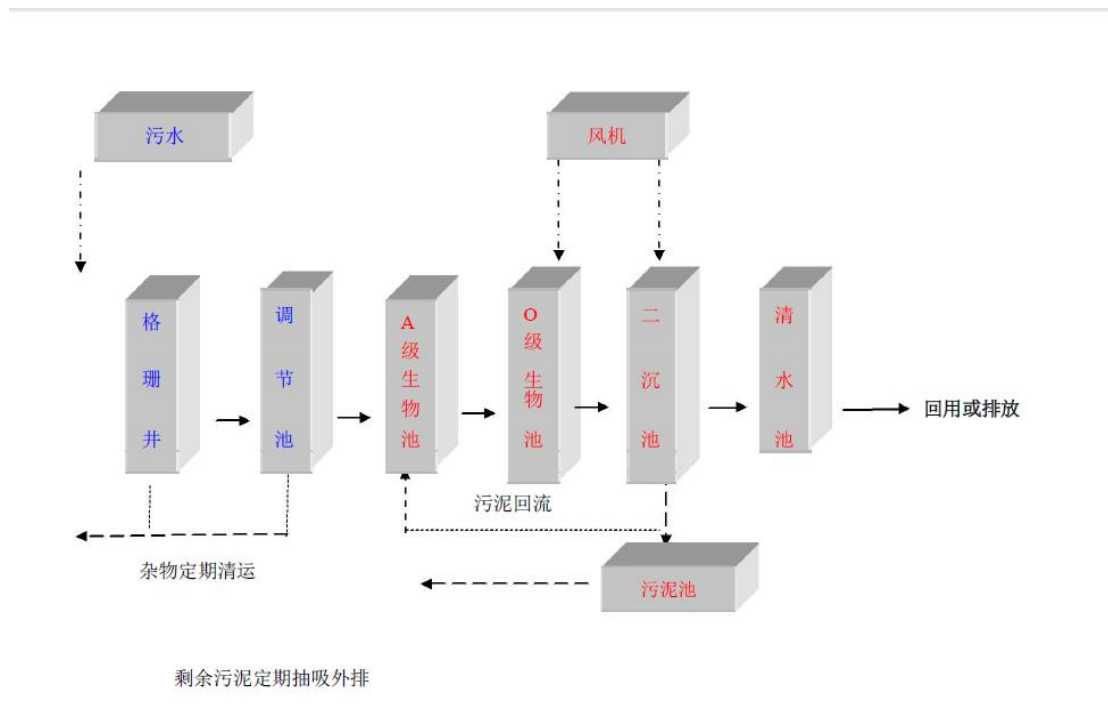 污水
风机
格珊井
调节池
A级生物池
O级生物池
二沉池
清水池
回用或排放
污泥回流
杂物定期清运
污泥池
剩余污泥定期抽吸外排